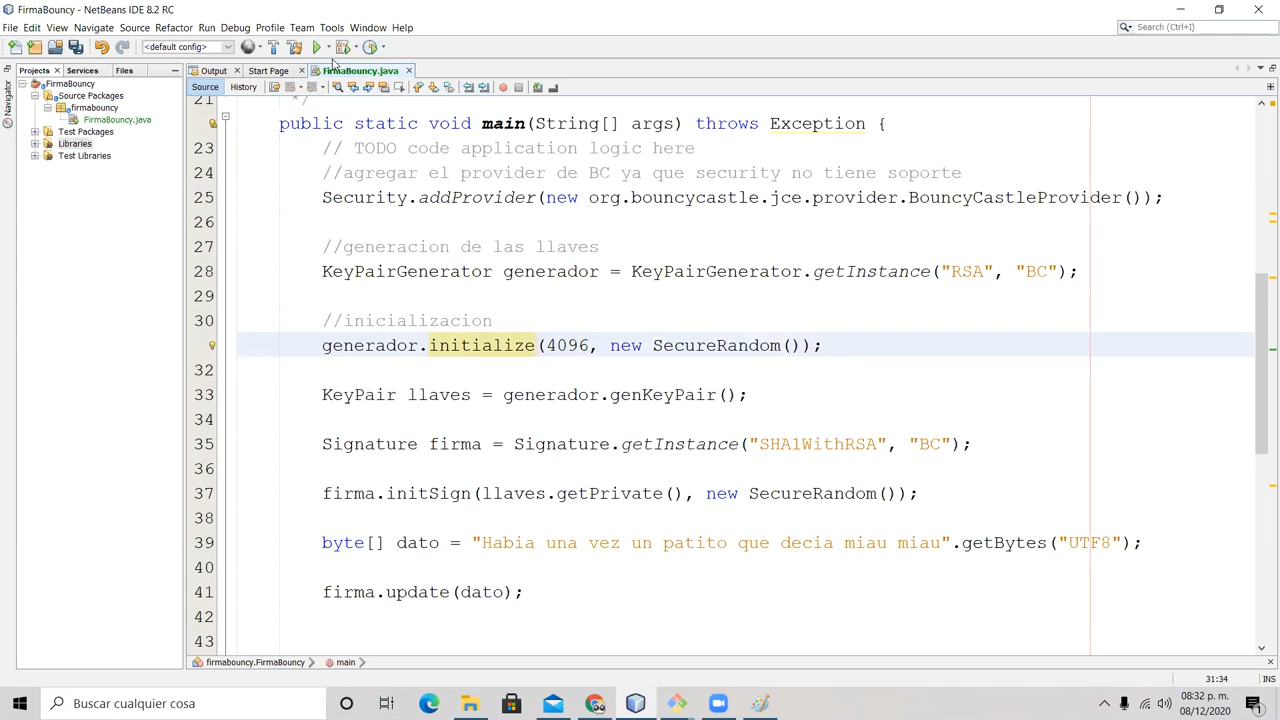 FirmaBouncy - NetBeans IDE 8.2 RC
File Edit View Navigate Source Refactor Run Debug Profile Team Tools Window Help
Search (Ctrl+I)
<default config>
Projects Services Files
Output Start Page FirmaBouncy.java
Navigator
Source History
FirmaBouncy
Source Packages
firmabouncy
FirmaBouncy.java
Test Packages
Libraries
Test Libraries
21 */
public static void main(String[] args) throws Exception {
23 // TODO code application logic here
24 //agregar el provider de BC ya que security no tiene soporte
25 Security.addProvider(new org.bouncycastle.jce.provider.BouncyCastleProvider());
26
27 //generacion de las llaves
28 KeyPairGenerator generador = KeyPairGenerator.getInstance("RSA", "BC");
29
30 //inicializacion
generador.initialize(4096, new SecureRandom());
32
33 KeyPair llaves = generador.genKeyPair();
34
35 Signature firma = Signature.getInstance("SHA1WithRSA", "BC");
36
37 firma.initSign(llaves.getPrivate(), new SecureRandom());
38
39 byte[] dato = "Habia una vez un patito que decia miau miau".getBytes("UTF8");
40
41 firma.update(dato);
42
43
firmabouncy.FirmaBouncy main
31:34 INS
Buscar cualquier cosa
08:32 p. m.
08/12/2020
1